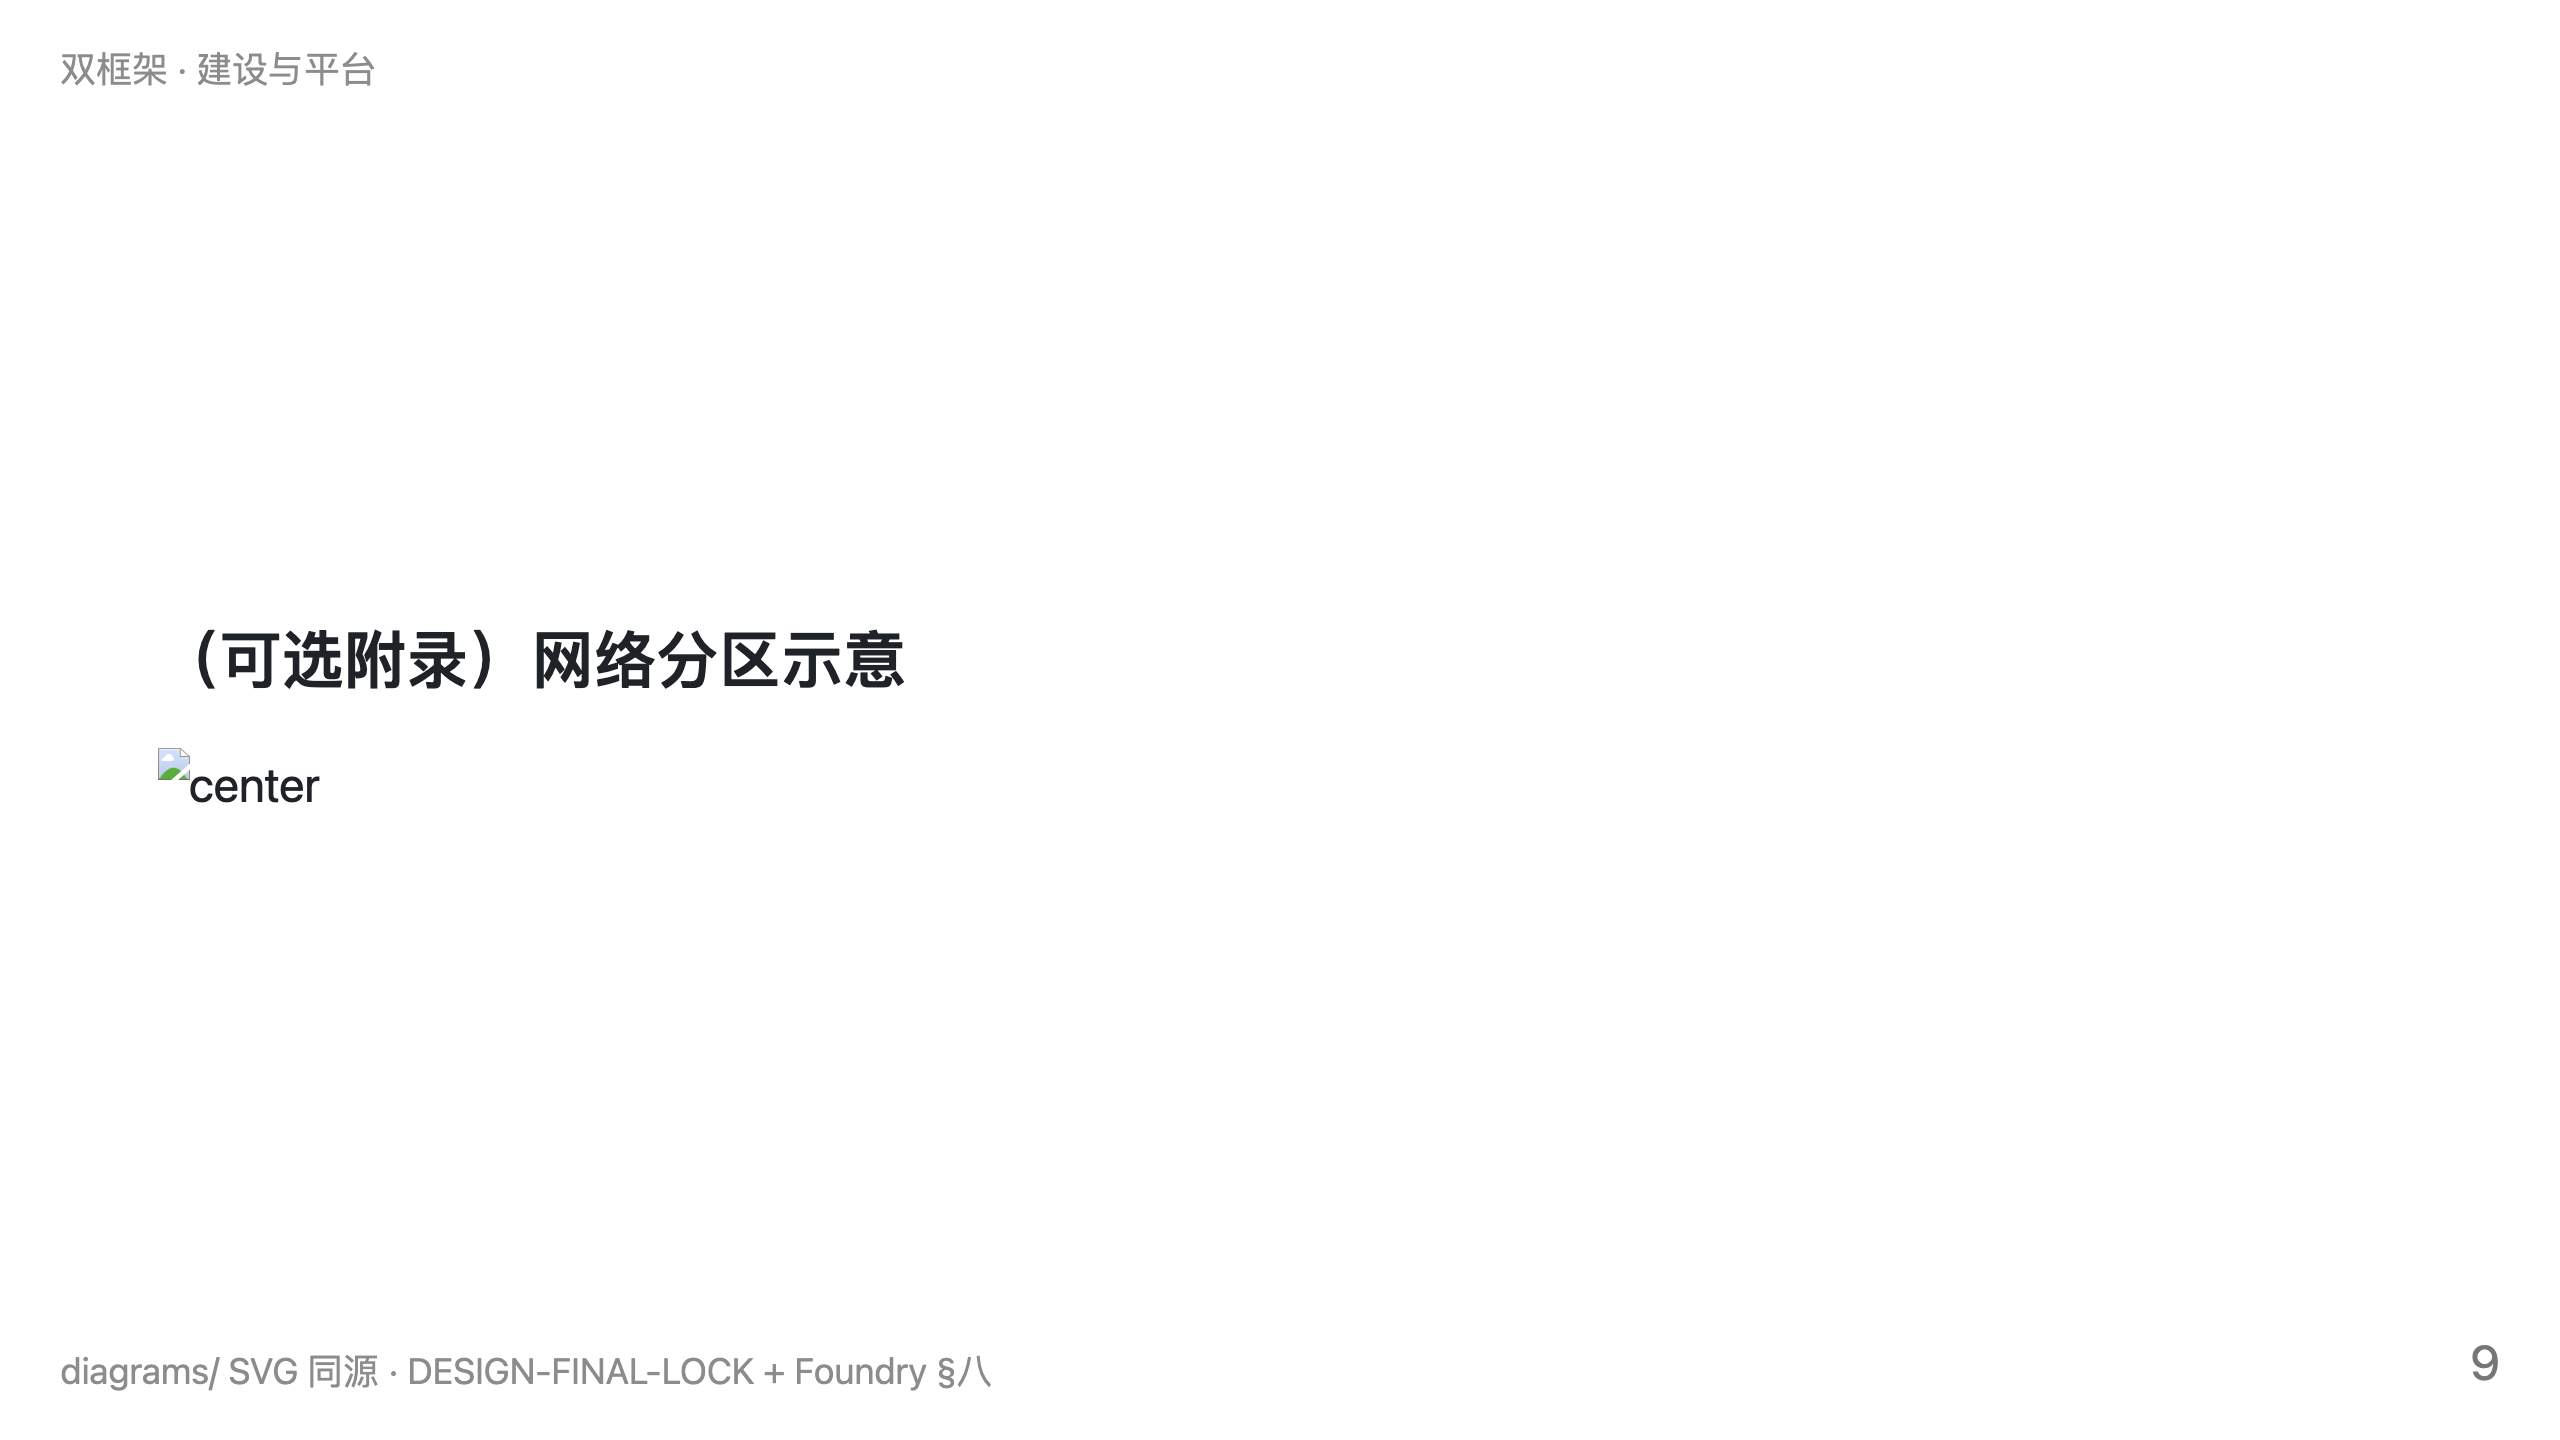 双框架 · 建设与平台
（可选附录）网络分区示意
center
diagrams/ SVG 同源 · DESIGN-FINAL-LOCK + Foundry §八
9